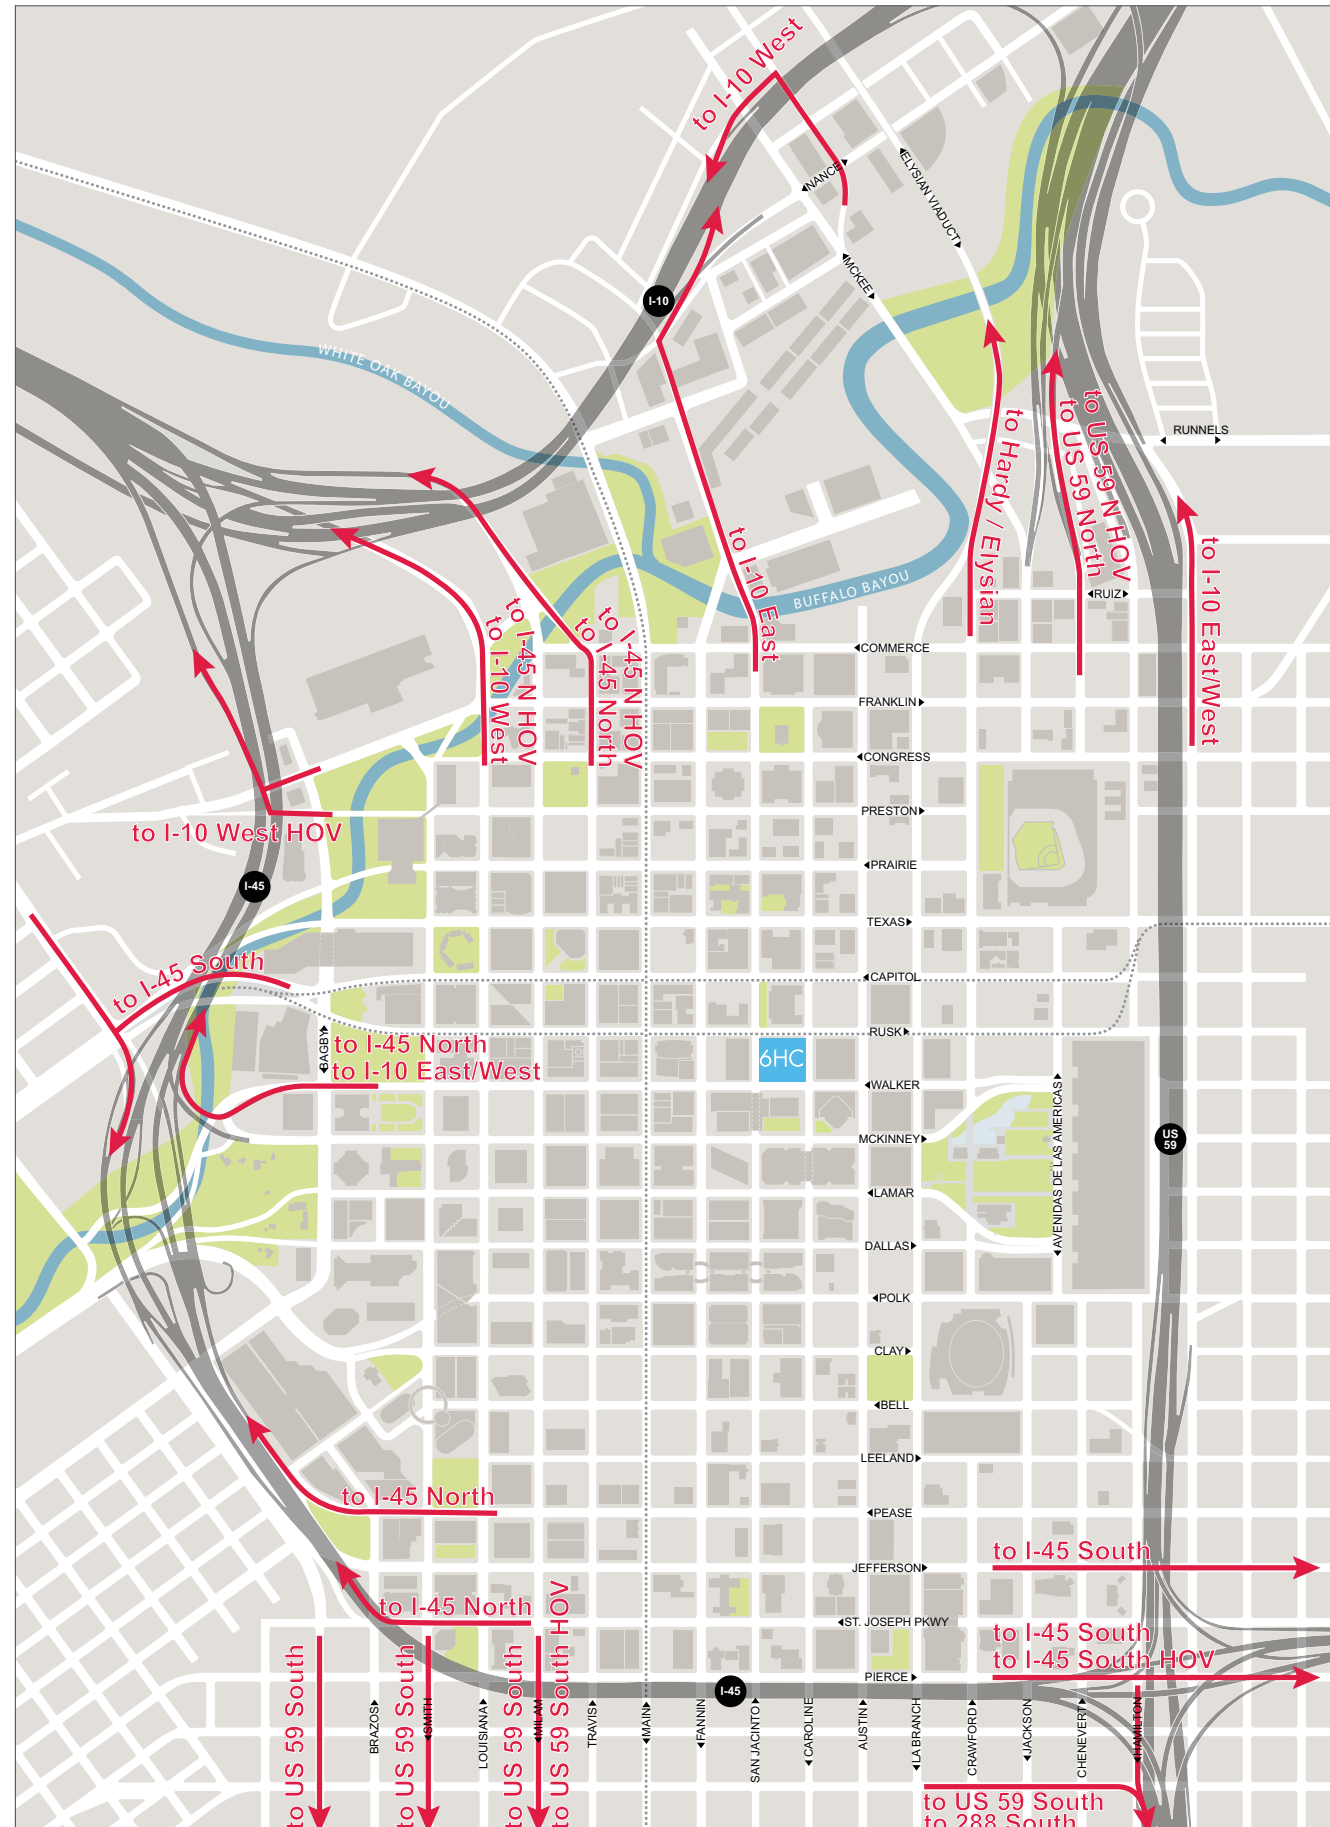 to I-10 West
NANCE
ELYSIAN VIADUCT
MCKEE
I-10
WHITE OAK BAYOU
to Hardy / Elysian
to US 59 N HOV
to US 59 North
RUNNELS
to I-10 East
BUFFALO BAYOU
RUIZ
to I-10 East/West
to I-45 N HOV
to I-10 West
to I-45 N HOV
to I-45 North
COMMERCE
FRANKLIN
CONGRESS
PRESTON
to I-10 West HOV
PRAIRIE
I-45
TEXAS
to I-45 South
CAPITOL
RUSK
BAGBY
to I-45 North
to I-10 East/West
6HC
WALKER
AVENIDAS DE LAS AMERICAS
MCKINNEY
US
59
LAMAR
DALLAS
POLK
CLAY
BELL
LEELAND
to I-45 North
PEASE
to I-45 South
JEFFERSON
to I-45 North
ST. JOSEPH PKWY
to I-45 South
to I-45 South HOV
PIERCE
I-45
to US 59 South
BRAZOS
to US 59 South
SMITH
LOUISIANA
to US 59 South
MILAM
to US 59 South HOV
TRAVIS
MAIN
FANNIN
SAN JACINTO
CAROLINE
AUSTIN
LA BRANCH
CRAWFORD
JACKSON
CHENEVERT
HAMILTON
to US 59 South
to 288 South